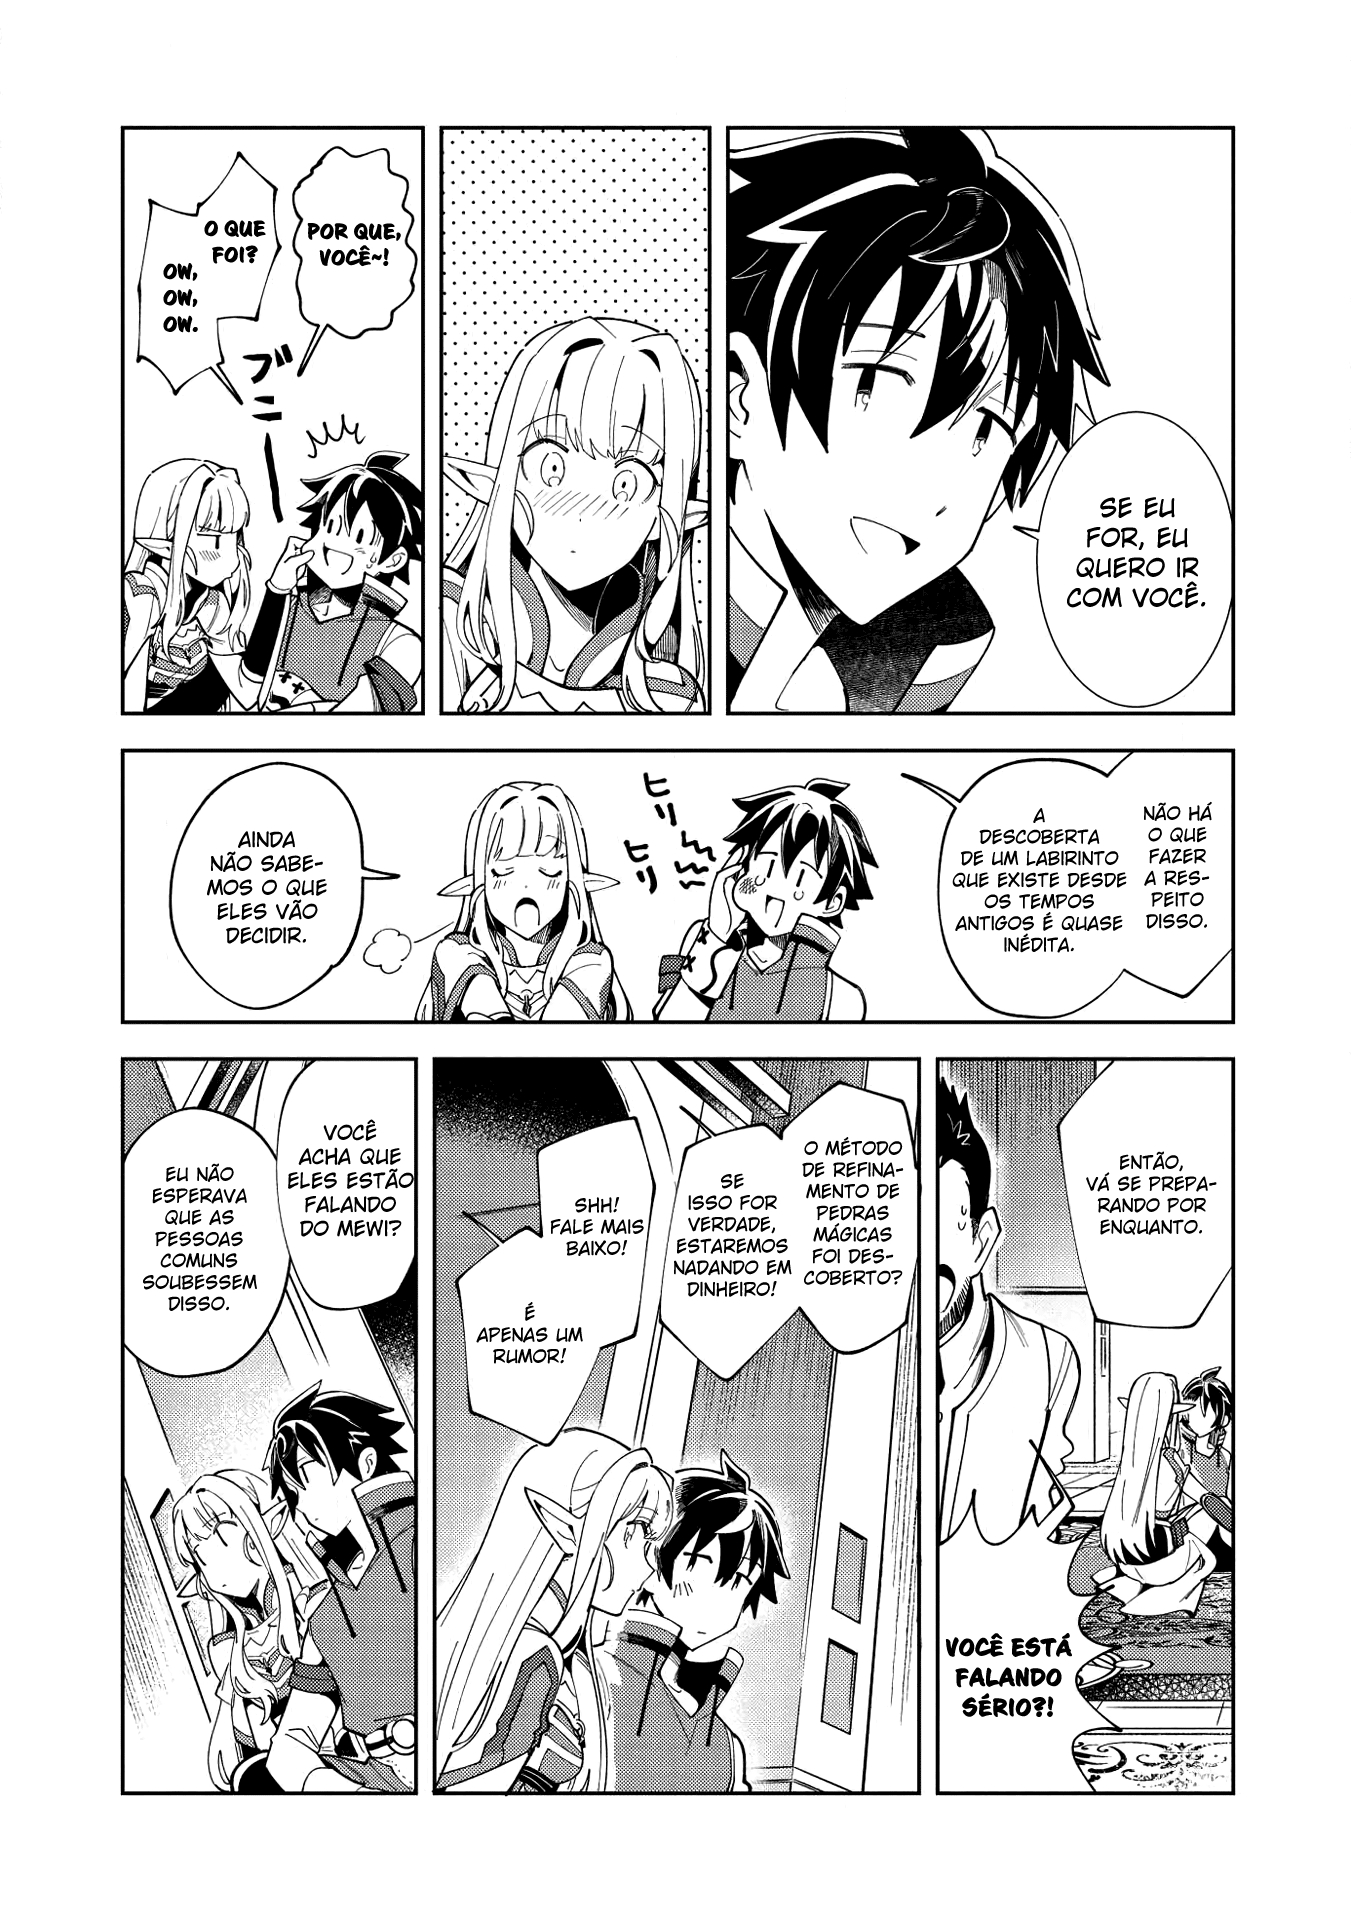 SE EU
FOR, EU
QUERO IR
COM VOCÊ.
POR QUE,
VOCÊ~!
O QUE
FOI?
OW,
OW,
OW.
ブニーッ
NÃO HÁ
O QUE
FAZER
A RES-
PEITO
DISSO.
A
DESCOBERTA
DE UM LABIRINTO
QUE EXISTE DESDE
OS TEMPOS
ANTIGOS É QUASE
INÉDITA.
ヒリ
ヒリ
AINDA
NÃO SABE-
MOS O QUE
ELES VÃO
DECIDIR.
ENTÃO,
VÁ SE PREPA-
RANDO POR
ENQUANTO.
VOCÊ ESTÁ
FALANDO
SÉRIO?!
O MÉTODO
DE REFINA-
MENTO DE
PEDRAS
MÁGICAS
FOI DES-
COBERTO?
SE
ISSO FOR
VERDADE,
ESTAREMOS
NADANDO EM
DINHEIRO!
SHH!
FALE MAIS
BAIXO!
É
APENAS UM
RUMOR!
VOCÊ
ACHA QUE
ELES ESTÃO
FALANDO
DO MEWI?
EU NÃO
ESPERAVA
QUE AS
PESSOAS
COMUNS
SOUBESSEM
DISSO.